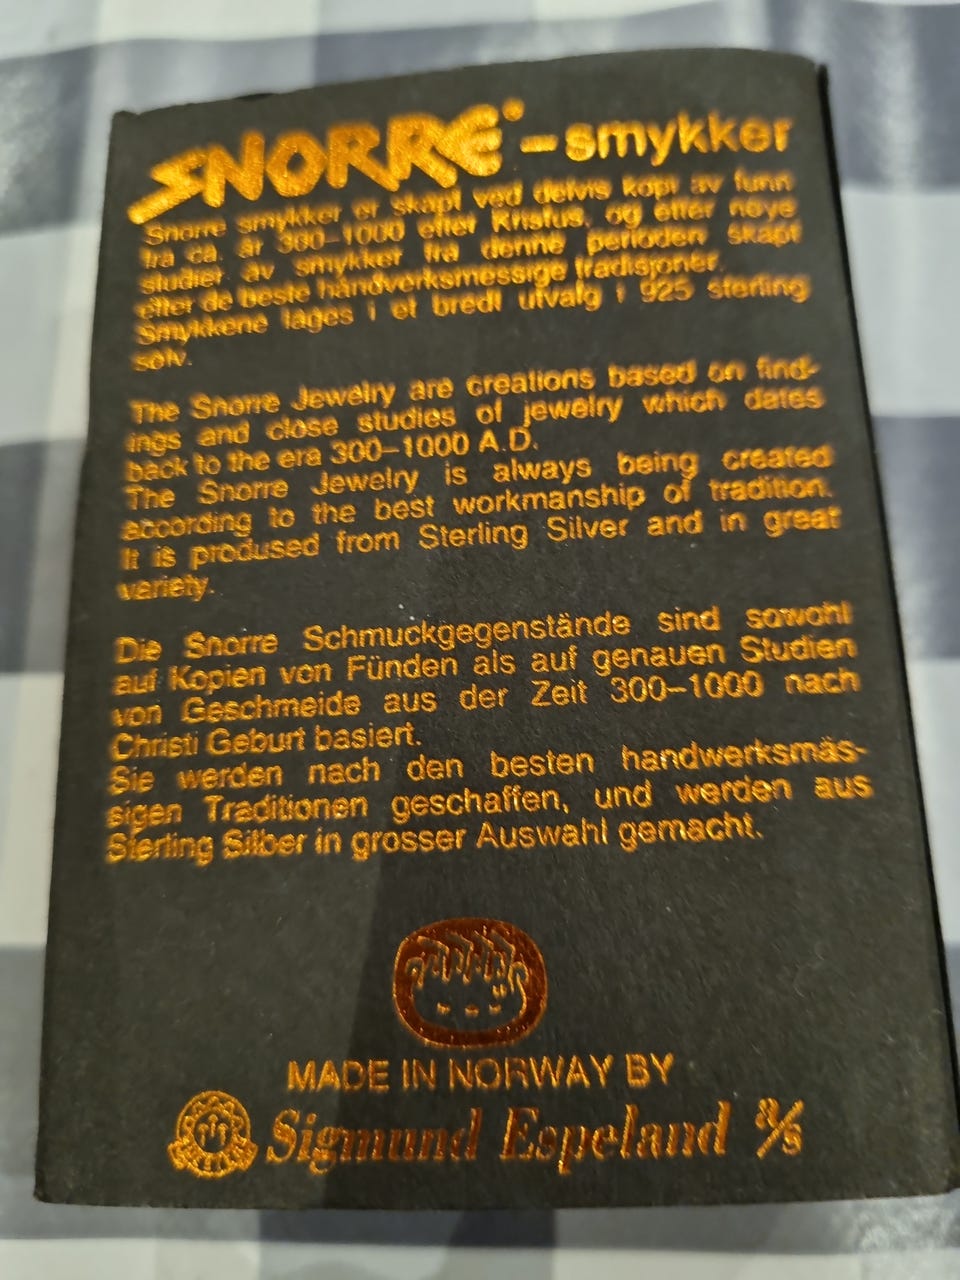 SNORRE® – smykker
Snorre smykker er skapt ved delvis kopi av funn
fra ca. år 300–1000 etter Kristus, og etter nøye
studier av smykker fra denne perioden skapt
etter de beste håndverksmessige tradisjoner.
Smykkene lages i et bredt utvalg i 925 sterling
sølv.
The Snorre Jewelry are creations based on find-
ings and close studies of jewelry which dates
back to the era 300–1000 A.D.
The Snorre Jewelry is always being created
according to the best workmanship of tradition.
It is prodused from Sterling Silver and in great
variety.
Die Snorre Schmuckgegenstände sind sowohl
auf Kopien von Fünden als auf genauen Studien
von Geschmeide aus der Zeit 300–1000 nach
Christi Geburt basiert.
Sie werden nach den besten handwerksmäs-
sigen Traditionen geschaffen, und werden aus
Sterling Silber in grosser Auswahl gemacht.
MADE IN NORWAY BY
Sigmund Espeland a/s